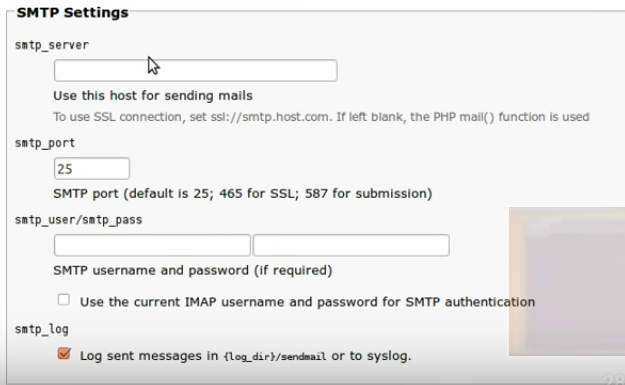 SMTP Settings
smtp_server
Use this host for sending mails
To use SSL connection, set ssl://smtp.host.com. If left blank, the PHP mail() function is used
smtp_port
25
SMTP port (default is 25; 465 for SSL; 587 for submission)
smtp_user/smtp_pass
SMTP username and password (if required)
Use the current IMAP username and password for SMTP authentication
smtp_log
Log sent messages in {log_dir}/sendmail or to syslog.